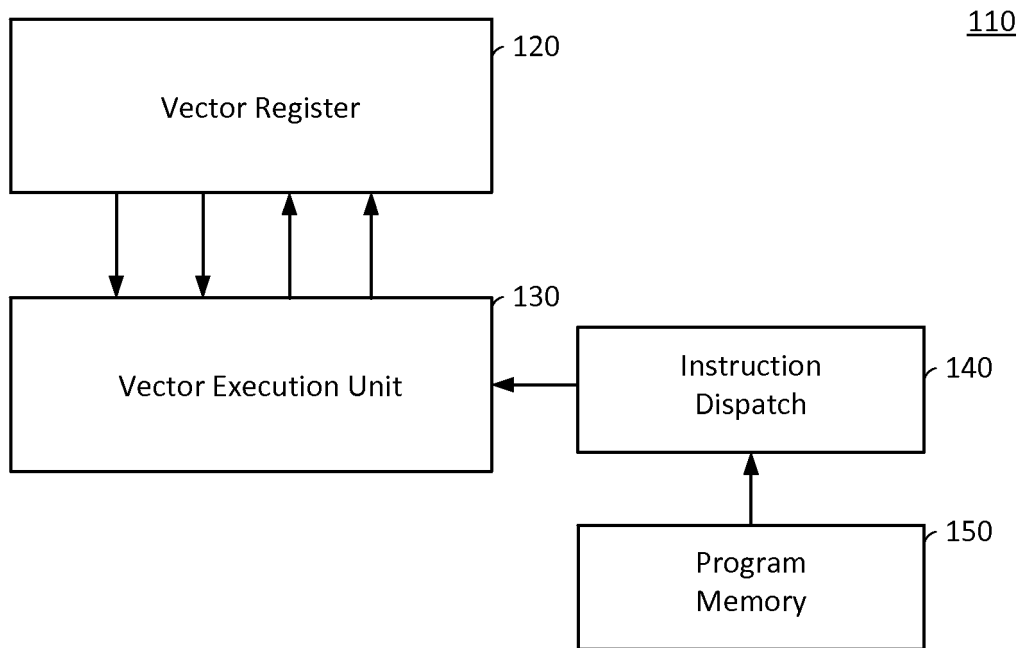 110
120
Vector Register
130
Vector Execution Unit
Instruction
Dispatch
140
150
Program
Memory